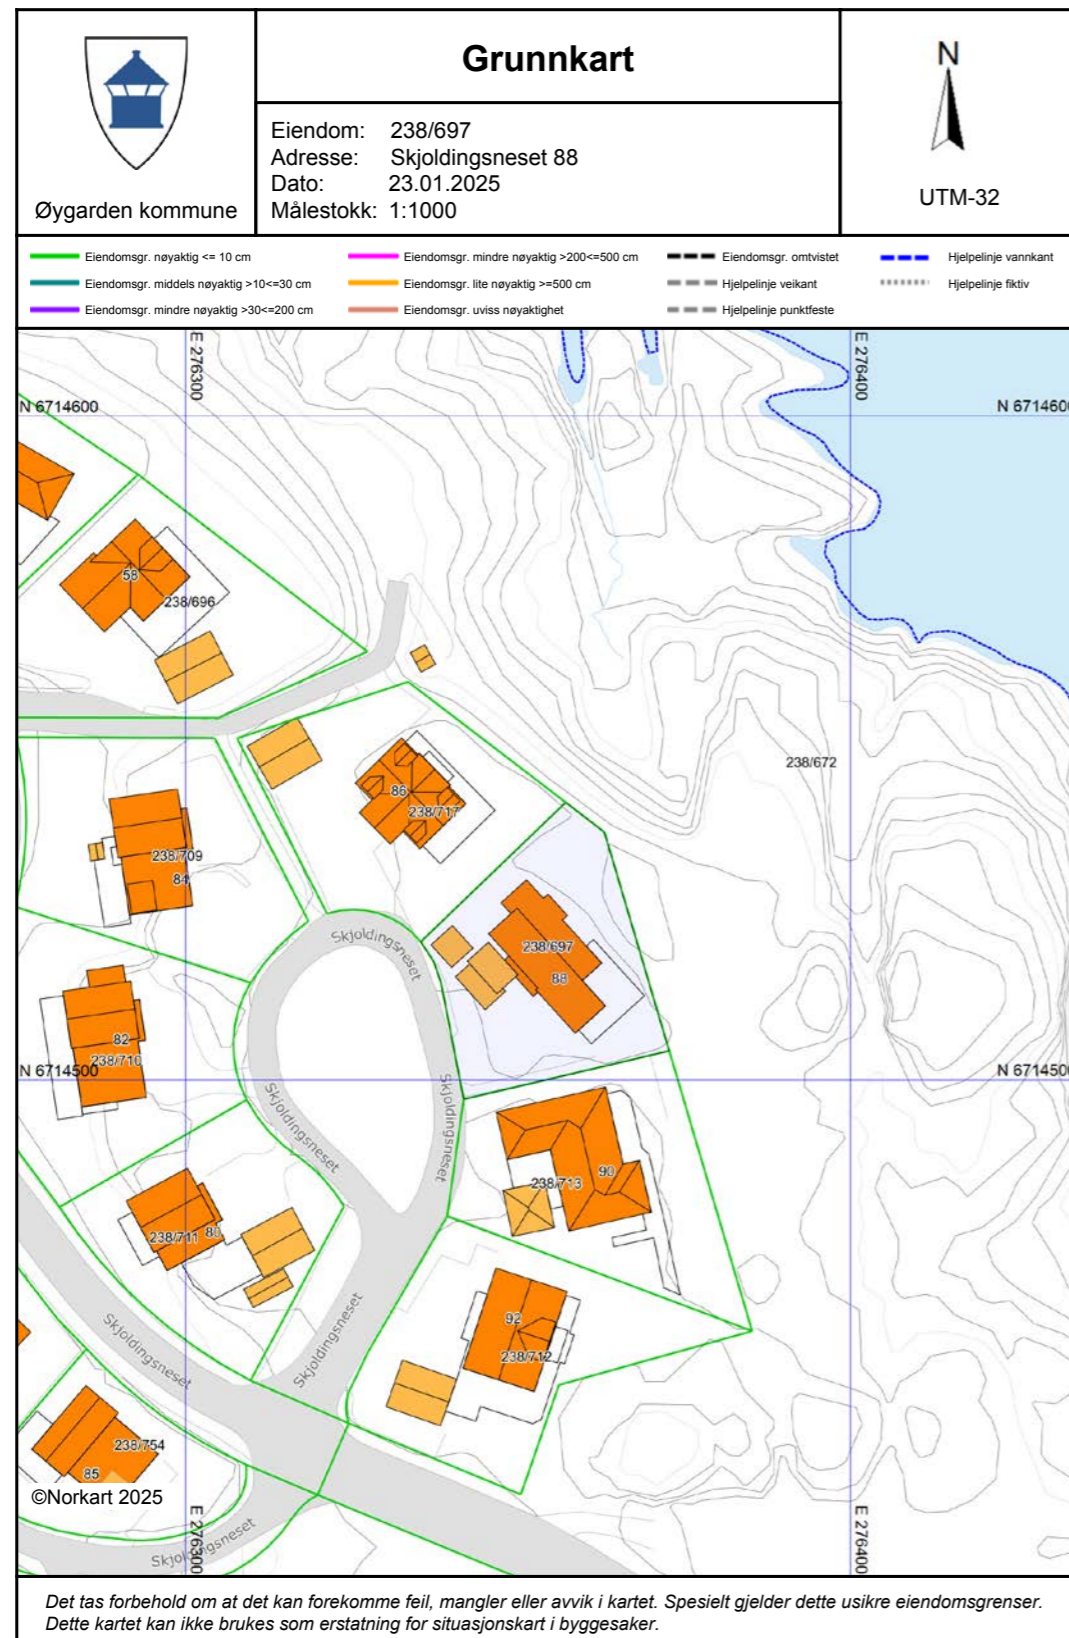 Grunnkart
N
Eiendom: 238/697
Adresse: Skjoldingsneset 88
Dato: 23.01.2025
Målestokk: 1:1000
Øygarden kommune
UTM-32
Eiendomsgr. nøyaktig <= 10 cm
Eiendomsgr. middels nøyaktig >10<=30 cm
Eiendomsgr. mindre nøyaktig >30<=200 cm
Eiendomsgr. mindre nøyaktig >200<=500 cm
Eiendomsgr. lite nøyaktig >=500 cm
Eiendomsgr. uviss nøyaktighet
Eiendomsgr. omtvistet
Hjelpelinje veikant
Hjelpelinje punktfeste
Hjelpelinje vannkant
Hjelpelinje fiktiv
E 276300
E 276400
N 6714600
N 6714600
58
238/696
238/672
86
238/717
238/709
84
Skjoldingsneset
238/697
88
82
238/710
N 6714500
N 6714500
Skjoldingsneset
Skjoldingsneset
90
238/713
238/711
80
Skjoldingsneset
Skjoldingsneset
92
238/712
238/754
85
©Norkart 2025
E 276300
E 276400
Skjoldingsneset
Det tas forbehold om at det kan forekomme feil, mangler eller avvik i kartet. Spesielt gjelder dette usikre eiendomsgrenser.
Dette kartet kan ikke brukes som erstatning for situasjonskart i byggesaker.